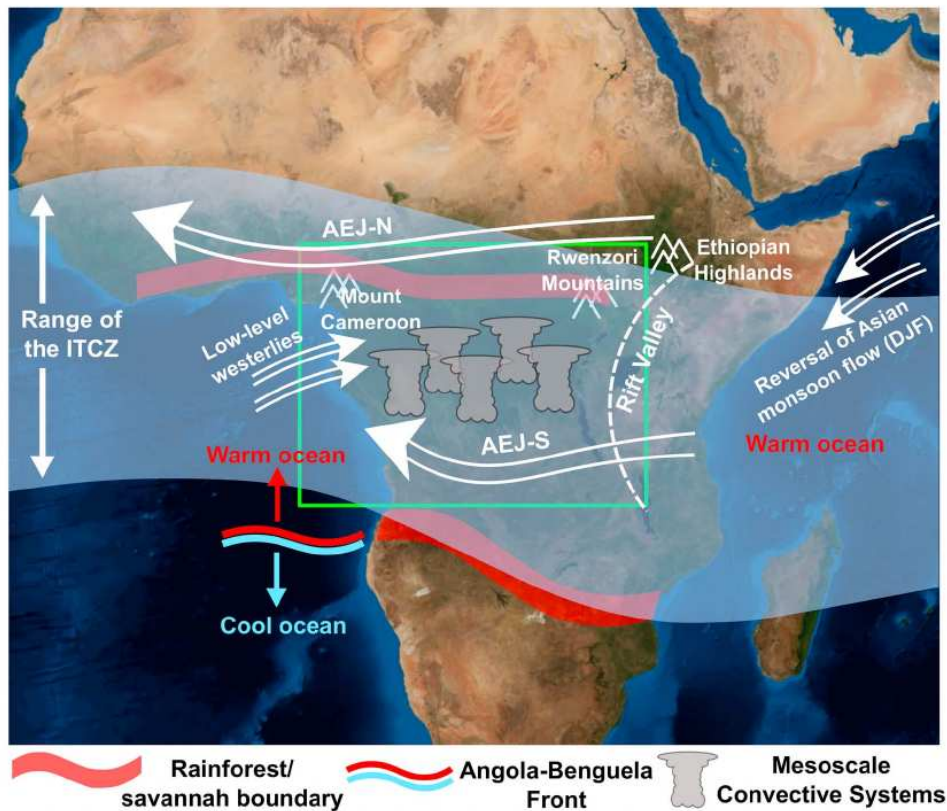 AEJ-N
Ethiopian
Highlands
Rwenzori
Mountains
Mount
Cameroon
Range of
the ITCZ
Low-level
westerlies
Rift Valley
Reversal of Asian
monsoon flow (DJF)
AEJ-S
Warm ocean
Warm ocean
Cool ocean
Rainforest/
savannah boundary
Angola-Benguela
Front
Mesoscale
Convective Systems